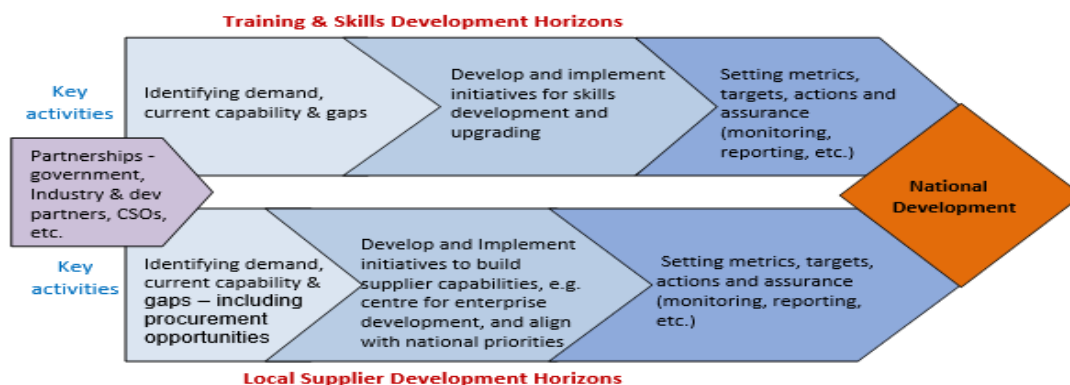 Training & Skills Development Horizons
Key
activities
Identifying demand,
current capability & gaps
Develop and implement
initiatives for skills
development and
upgrading
Setting metrics,
targets, actions and
assurance
(monitoring,
reporting, etc.)
Partnerships -
government,
Industry & dev
partners, CSOs,
etc.
National
Development
Key
activities
Identifying demand,
current capability &
gaps – including
procurement
opportunities
Develop and Implement
initiatives to build
supplier capabilities, e.g.
centre for enterprise
development, and align
with national priorities
Setting metrics, targets,
actions and assurance
(monitoring, reporting,
etc.)
Local Supplier Development Horizons